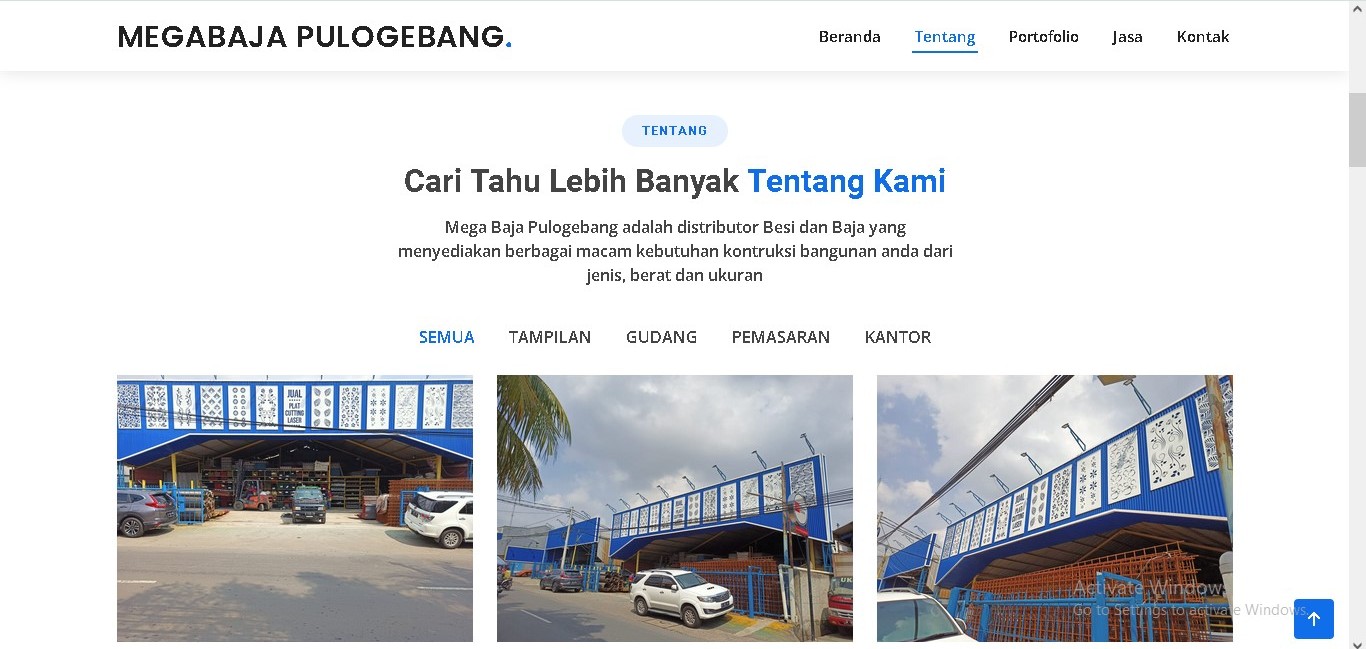 MEGABAJA PULOGEBANG.
Beranda Tentang Portofolio Jasa Kontak
TENTANG
Cari Tahu Lebih Banyak Tentang Kami
Mega Baja Pulogebang adalah distributor Besi dan Baja yang
menyediakan berbagai macam kebutuhan kontruksi bangunan anda dari
jenis, berat dan ukuran
SEMUA TAMPILAN GUDANG PEMASARAN KANTOR
JUAL
PLAT
CUTTING
LASER
Activate Windows
Go to Settings to activate Windows.